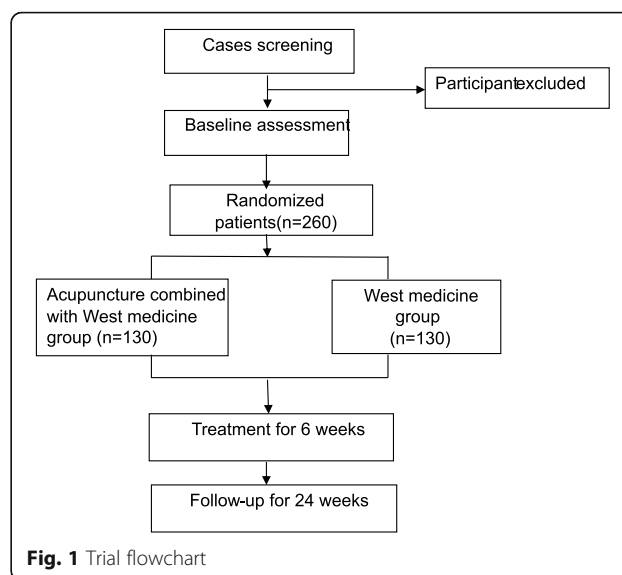 Cases screening
Participantexcluded
Baseline assessment
Randomized
patients(n=260)
Acupuncture combined
with West medicine
group (n=130)
West medicine
group
(n=130)
Treatment for 6 weeks
Follow-up for 24 weeks
Fig. 1 Trial flowchart